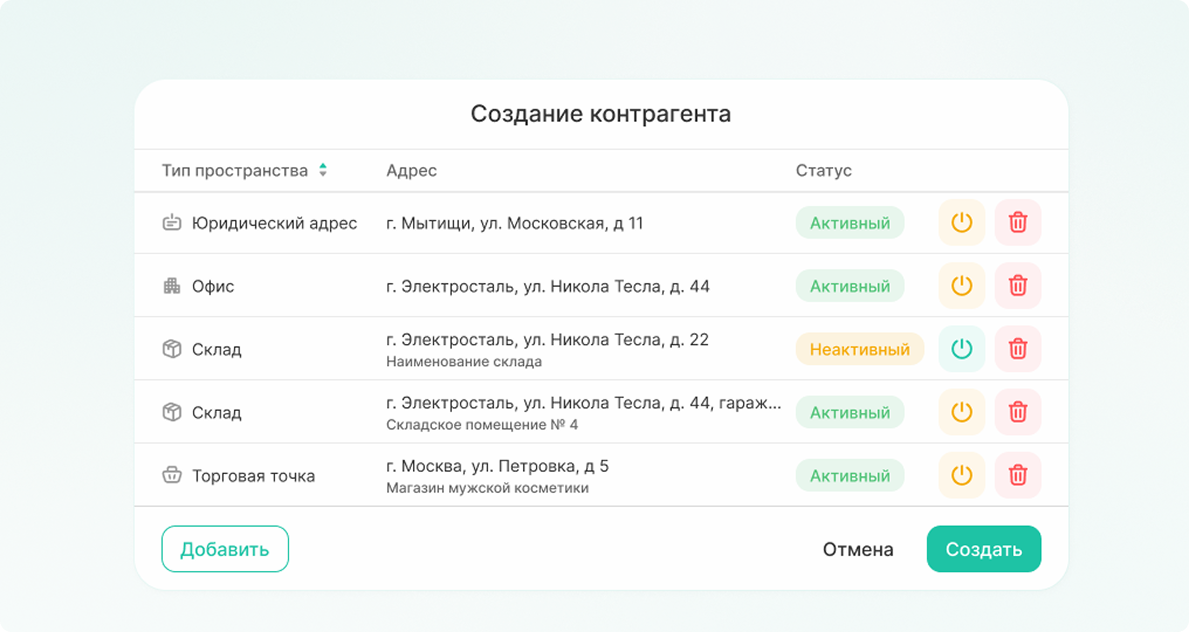 Создание контрагента
Тип пространства Адрес Статус
Юридический адрес г. Мытищи, ул. Московская, д 11 Активный
Офис г. Электросталь, ул. Никола Тесла, д. 44 Активный
Склад г. Электросталь, ул. Никола Тесла, д. 22 Неактивный
Наименование склада
Склад г. Электросталь, ул. Никола Тесла, д. 44, гараж... Активный
Складское помещение № 4
Торговая точка г. Москва, ул. Петровка, д 5 Активный
Магазин мужской косметики
Добавить Отмена Создать